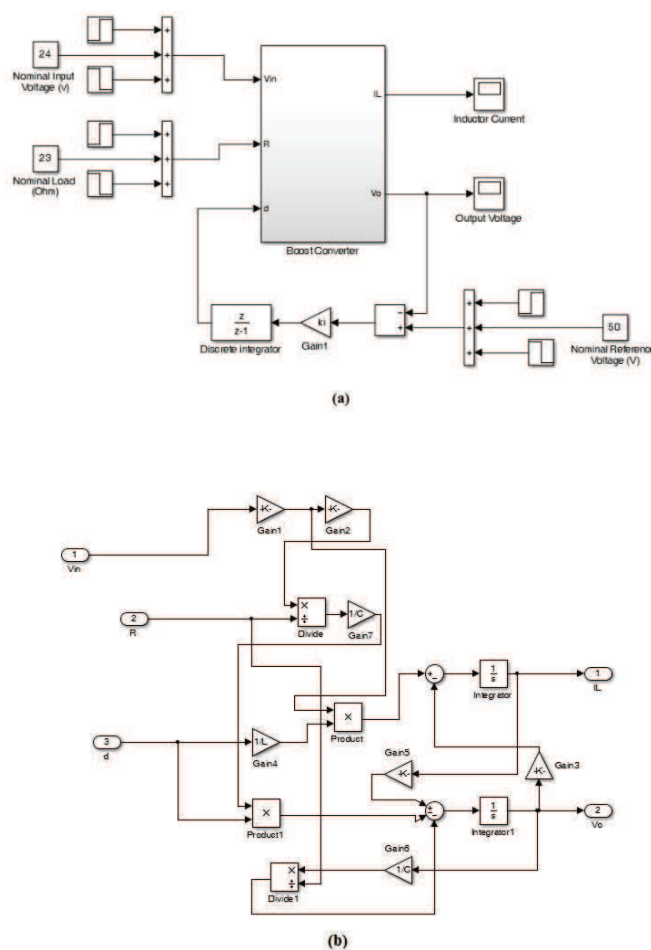 24
Nominal Input
Voltage (v)
23
Nominal Load
(Ohm)
Vin
R
d
IL
Vo
Boost Converter
Inductor Current
Output Voltage
z
z-1
Discrete integrator
ki
Gain1
50
Nominal Reference
Voltage (V)
(a)
-K-
Gain1
-K-
Gain2
1
Vin
2
R
Divide
1/C
Gain7
3
d
1/L
Gain4
Product
1
s
Integrator
1
IL
Gain5
-K-
-K-
Gain3
Product1
1
s
Integrator1
2
Vo
Gain6
1/C
Divide1
(b)